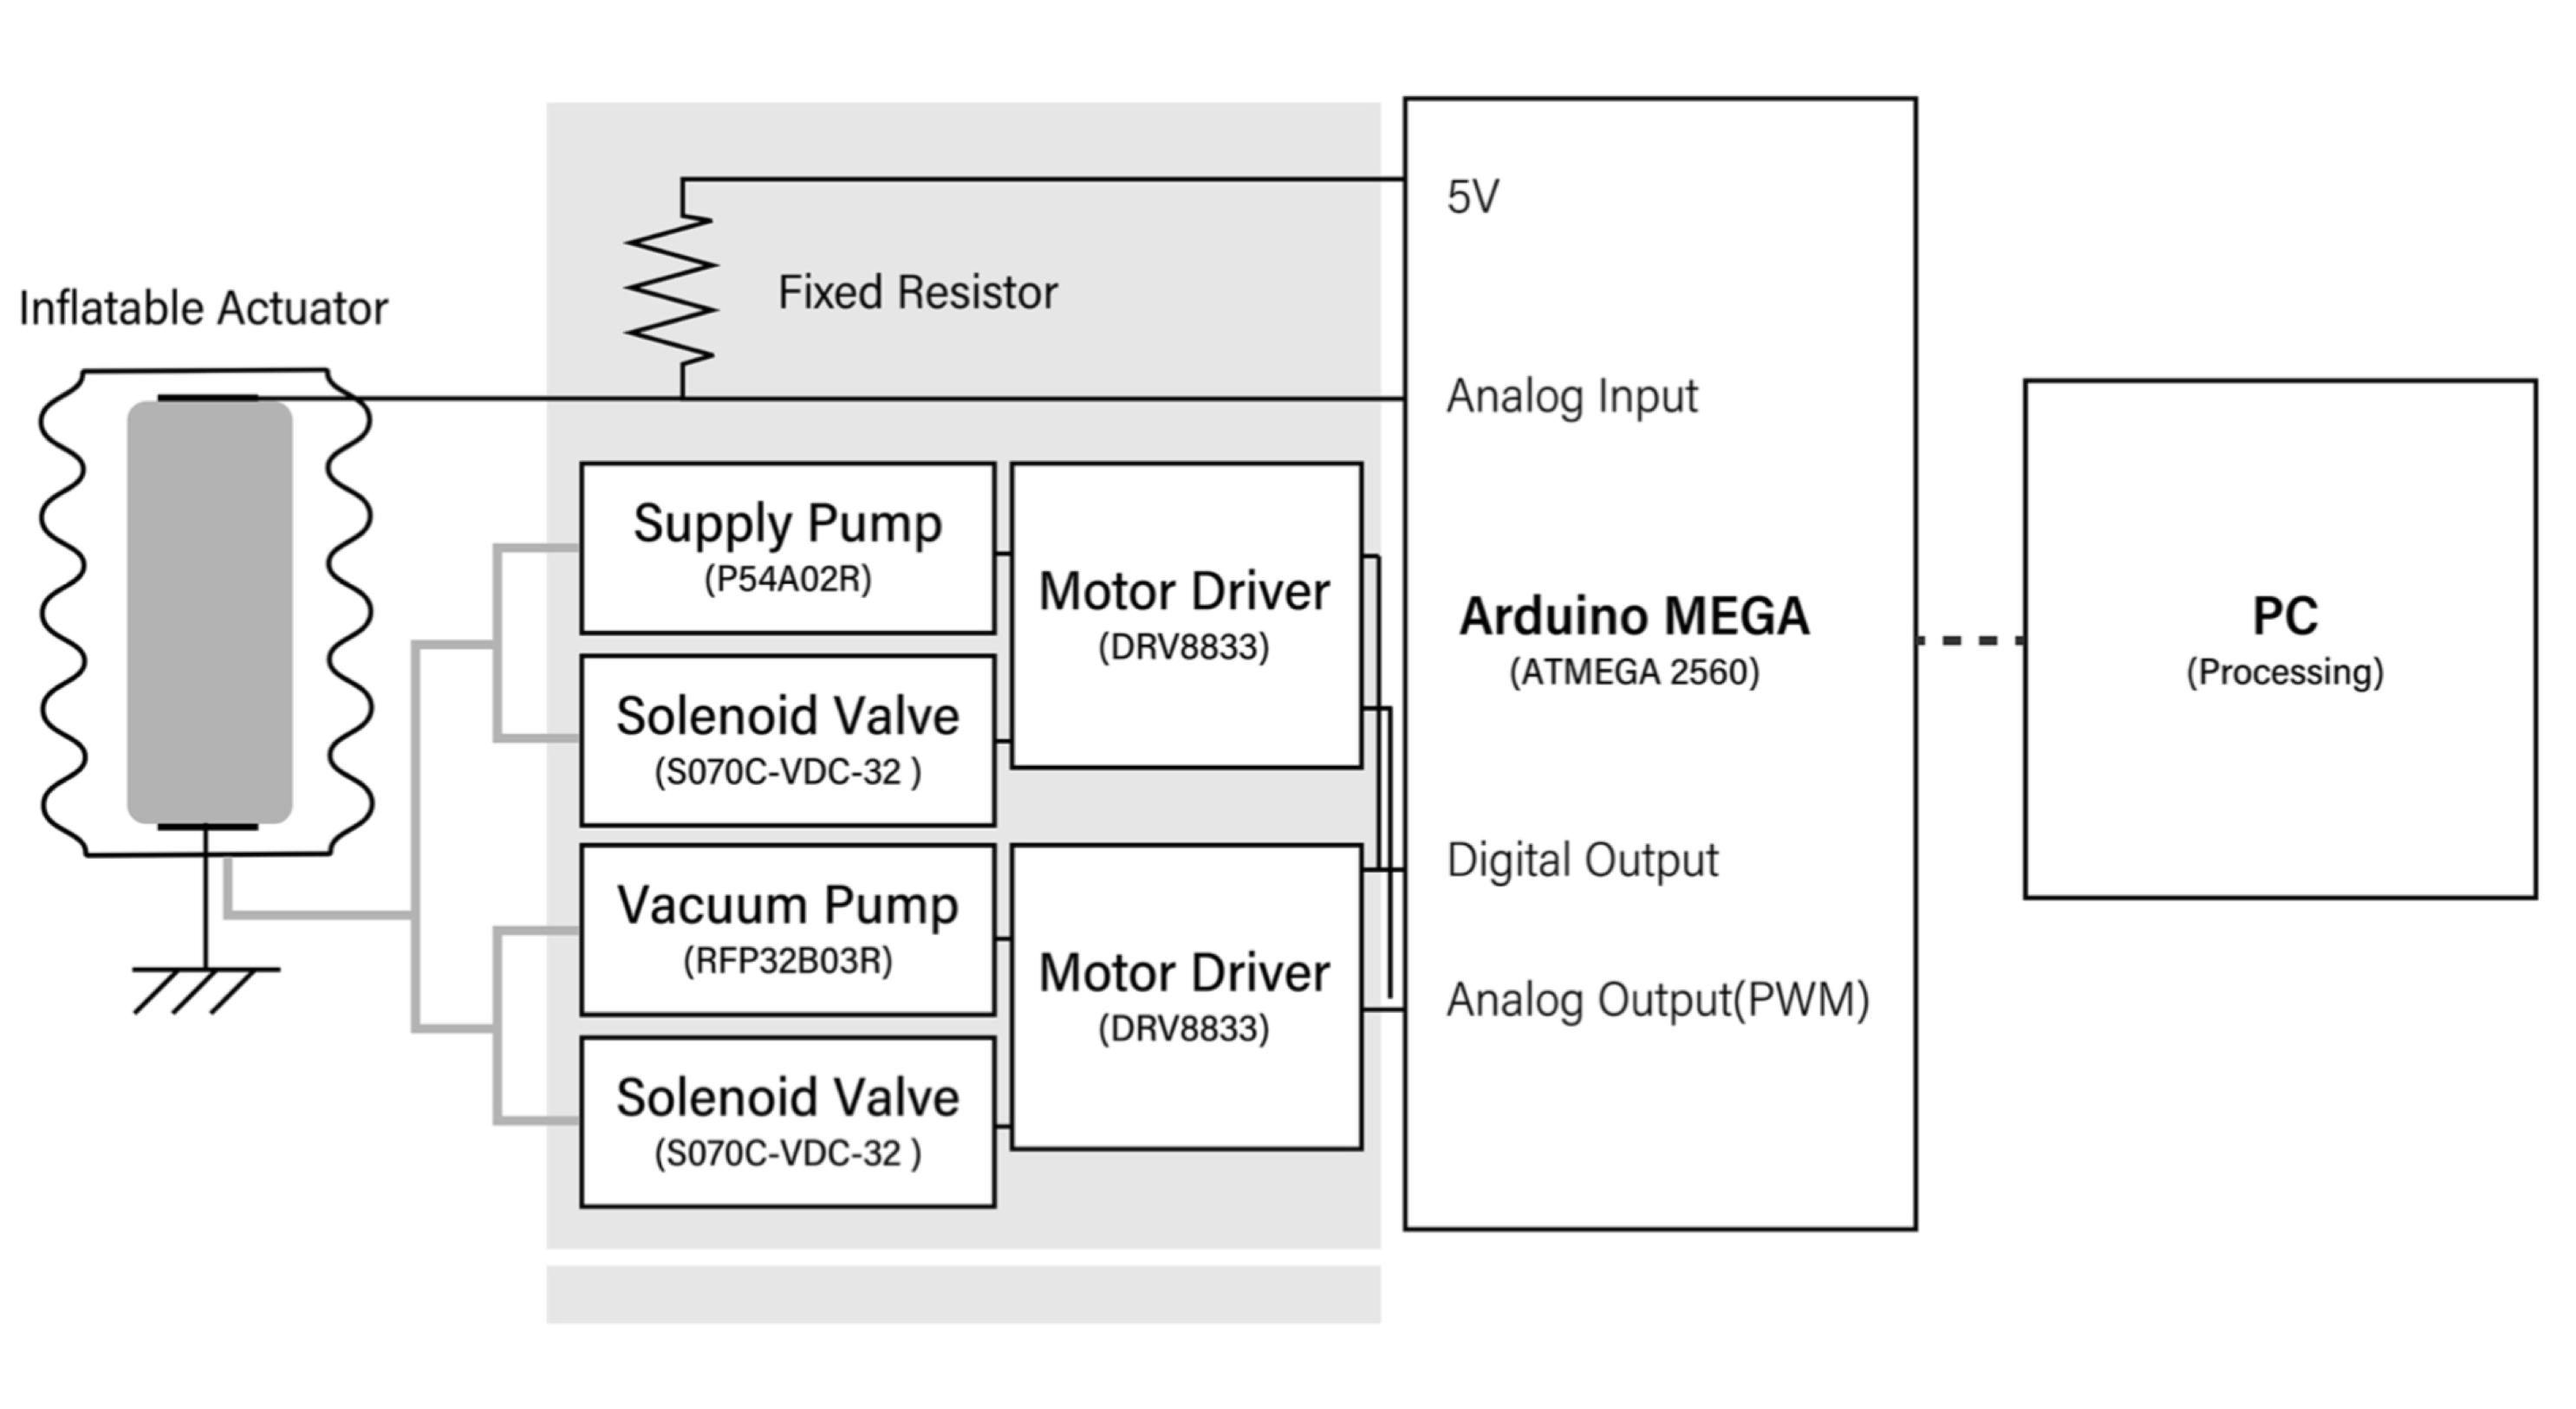 Inflatable Actuator
Fixed Resistor
Supply Pump
(P54A02R)
Solenoid Valve
(S070C-VDC-32 )
Vacuum Pump
(RFP32B03R)
Solenoid Valve
(S070C-VDC-32 )
Motor Driver
(DRV8833)
Motor Driver
(DRV8833)
5V
Analog Input
Arduino MEGA
(ATMEGA 2560)
Digital Output
Analog Output(PWM)
PC
(Processing)